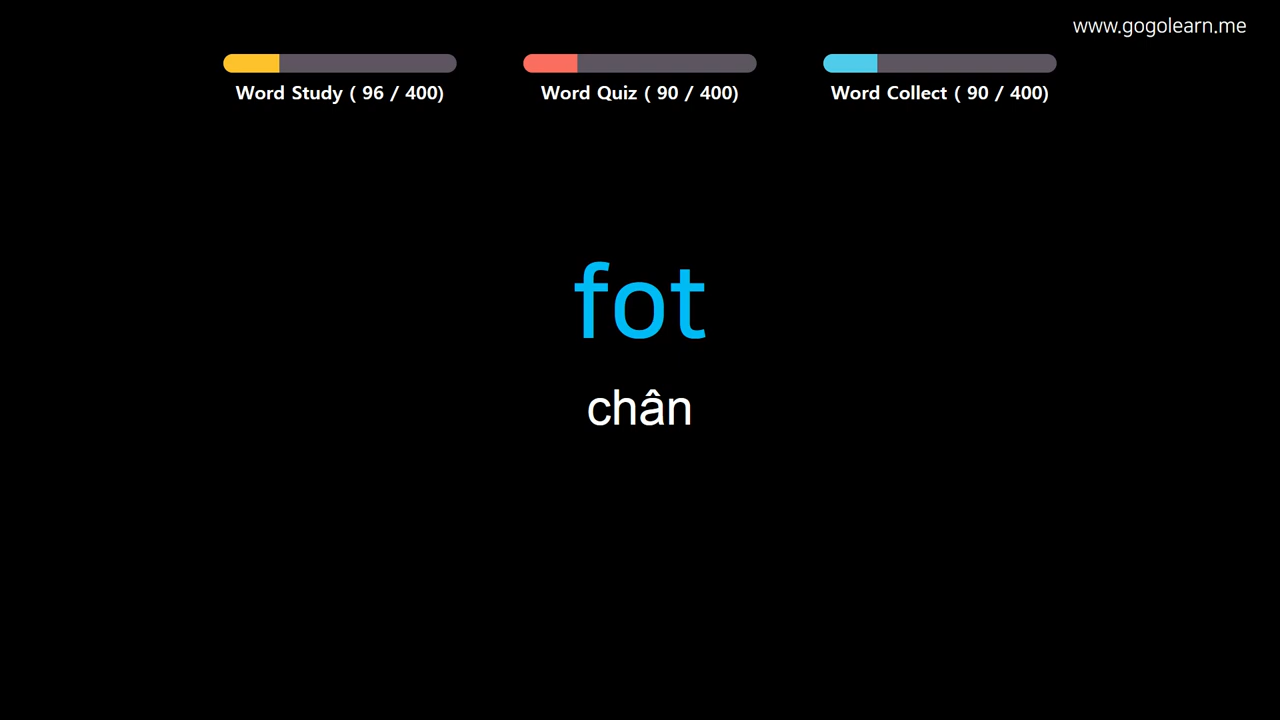 www.gogolearn.me
Word Study ( 96 / 400)
Word Quiz ( 90 / 400)
Word Collect ( 90 / 400)
fot
chân